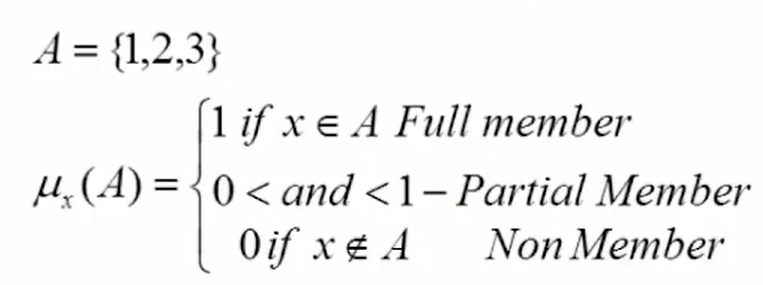 A = {1,2,3}
1 if x ∈ A Full member
μₓ(A) = { 0 < and < 1 – Partial Member
0 if x ∉ A Non Member